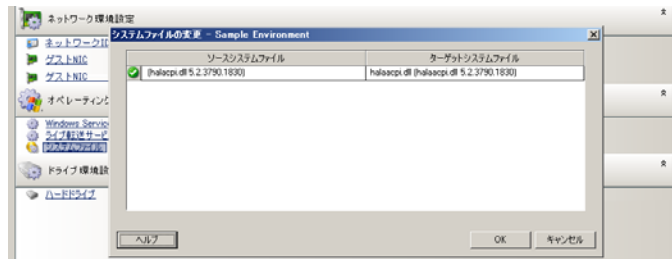 ネットワーク環境設定
システムファイルの変更 - Sample Environment
ネットワークID
ゲストNIC
ゲストNIC
オペレーティング
Windows Service
ライブ転送サービ
ドライブ環境設
ハードドライブ
ソースシステムファイル
ターゲットシステムファイル
(halacpi.dll 5.2.3790.1830)
halaacpi.dll (halaacpi.dll 5.2.3790.1830)
ヘルプ
OK
キャンセル